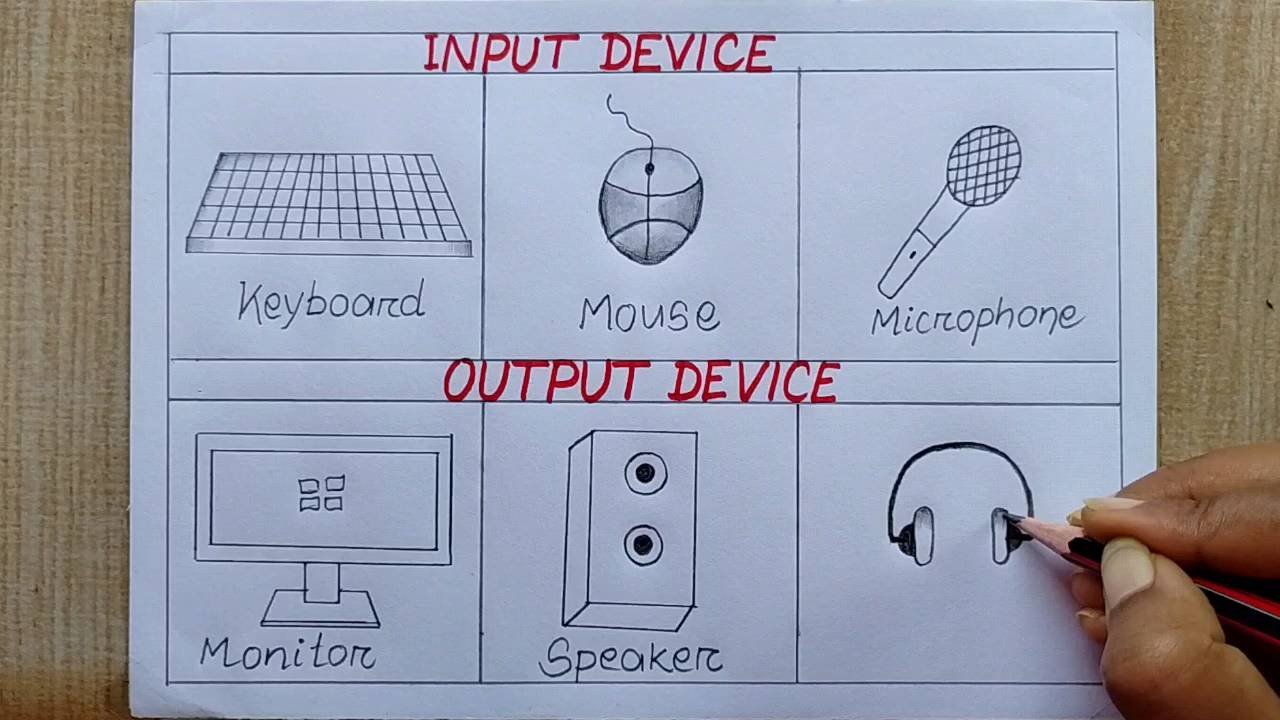 INPUT DEVICE
Keyboard
Mouse
Microphone
OUTPUT DEVICE
Monitor
Speaker